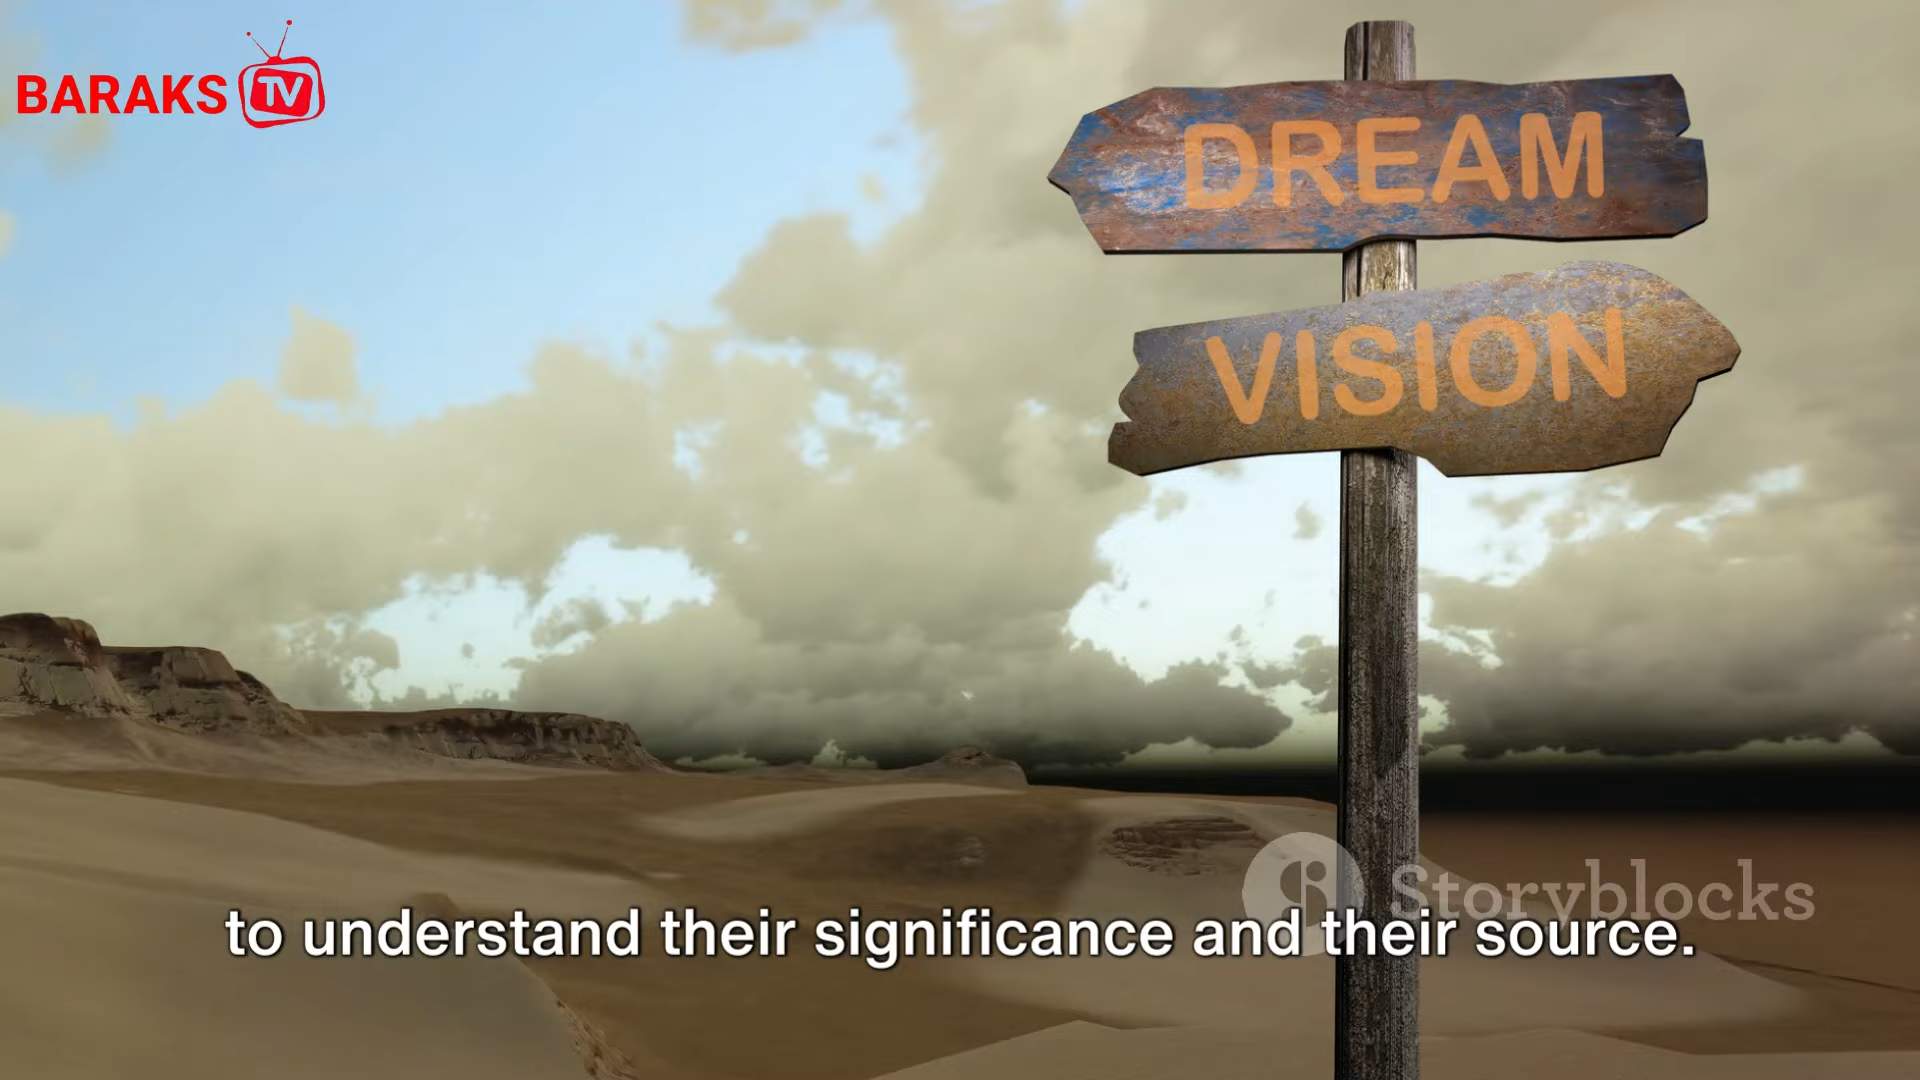 BARAKS TV
DREAM
VISION
Storyblocks
to understand their significance and their source.